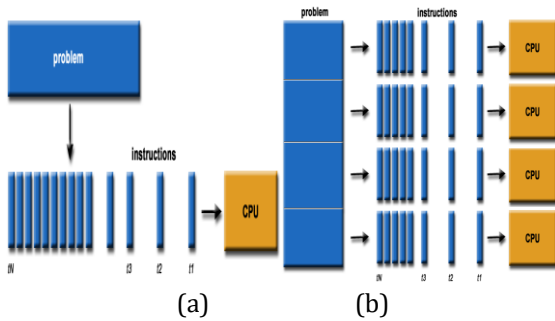 problem
instructions
CPU
tN
t3
t2
t1
(a)
problem
instructions
CPU
CPU
CPU
CPU
tN
t3
t2
t1
(b)